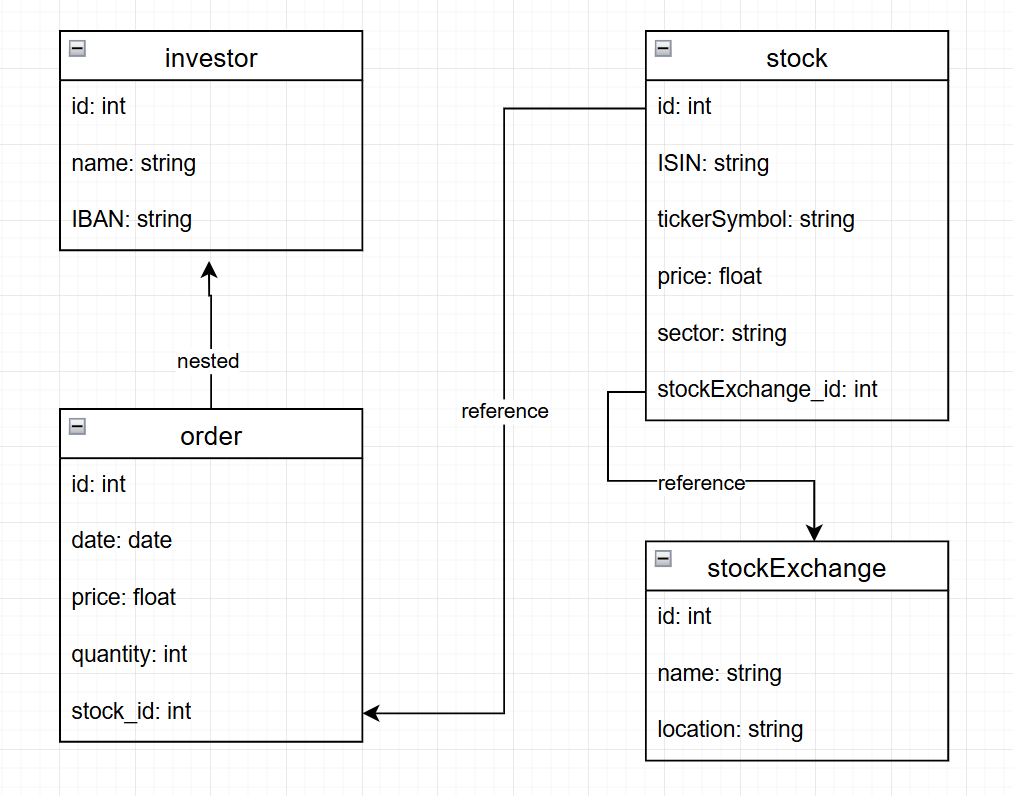 investor
id: int
name: string
IBAN: string
nested
order
id: int
date: date
price: float
quantity: int
stock_id: int
reference
stock
id: int
ISIN: string
tickerSymbol: string
price: float
sector: string
stockExchange_id: int
reference
stockExchange
id: int
name: string
location: string